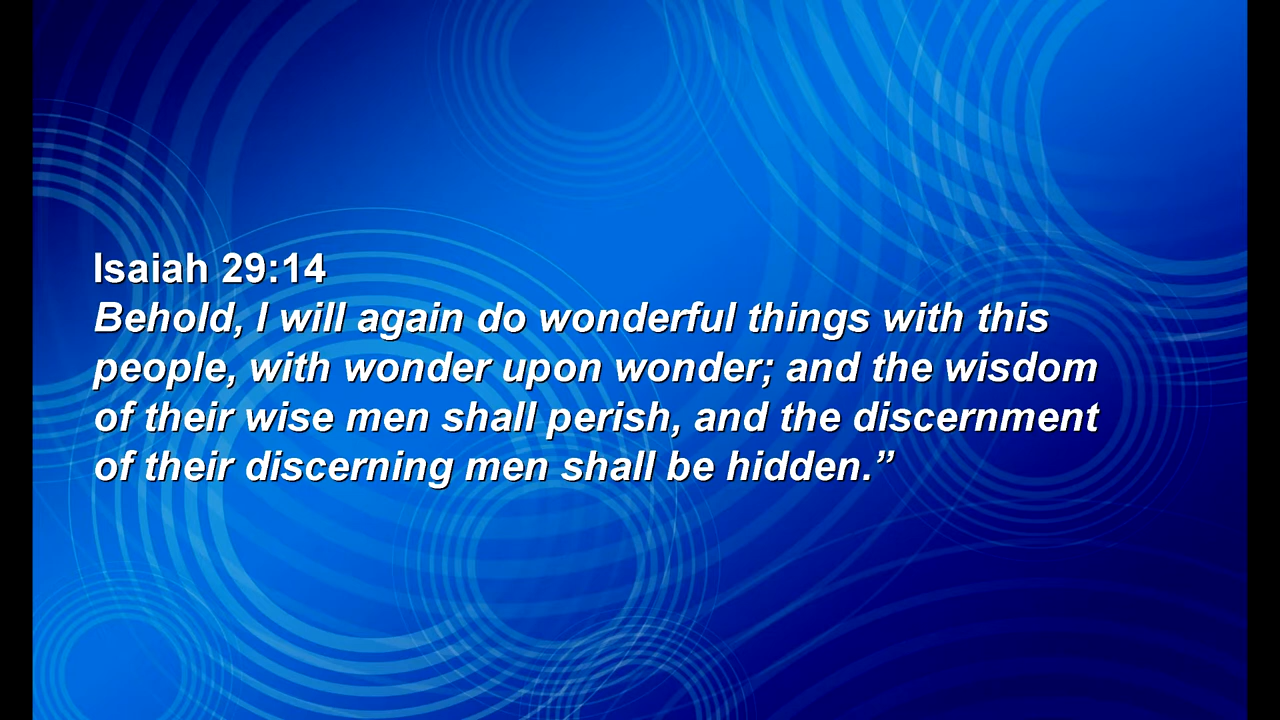 Isaiah 29:14
Behold, I will again do wonderful things with this
people, with wonder upon wonder; and the wisdom
of their wise men shall perish, and the discernment
of their discerning men shall be hidden.”